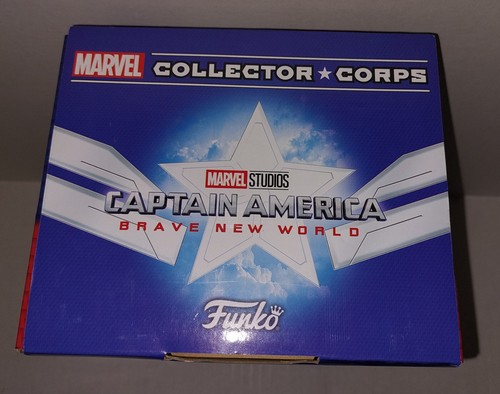 MARVEL COLLECTOR ★ CORPS
MARVEL STUDIOS
CAPTAIN AMERICA
BRAVE NEW WORLD
Funko